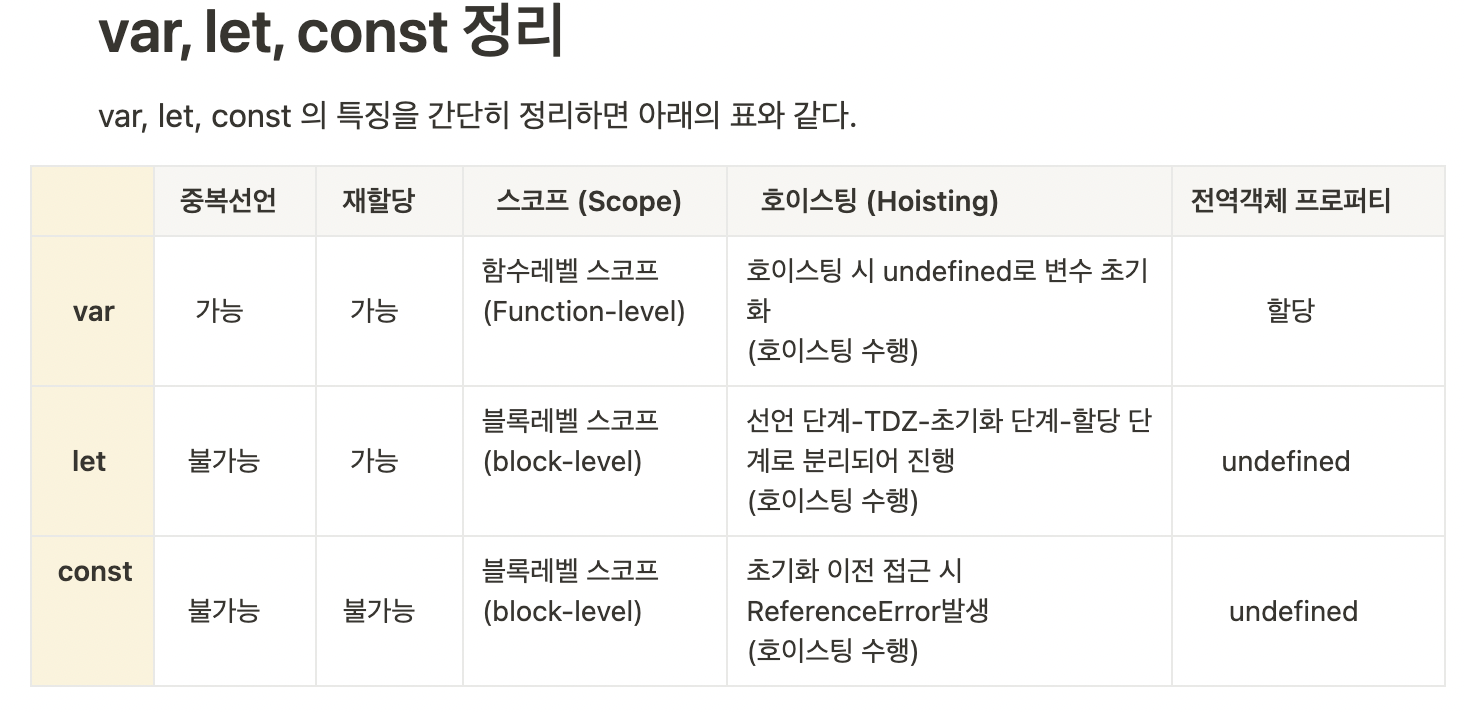 var, let, const 정리
var, let, const 의 특징을 간단히 정리하면 아래의 표와 같다.
중복선언 재할당 스코프 (Scope) 호이스팅 (Hoisting) 전역객체 프로퍼티
var
가능
가능
함수레벨 스코프
(Function-level)
호이스팅 시 undefined로 변수 초기
화
(호이스팅 수행)
할당
let
불가능
가능
블록레벨 스코프
(block-level)
선언 단계-TDZ-초기화 단계-할당 단
계로 분리되어 진행
(호이스팅 수행)
undefined
const
불가능
불가능
블록레벨 스코프
(block-level)
초기화 이전 접근 시
ReferenceError발생
(호이스팅 수행)
undefined